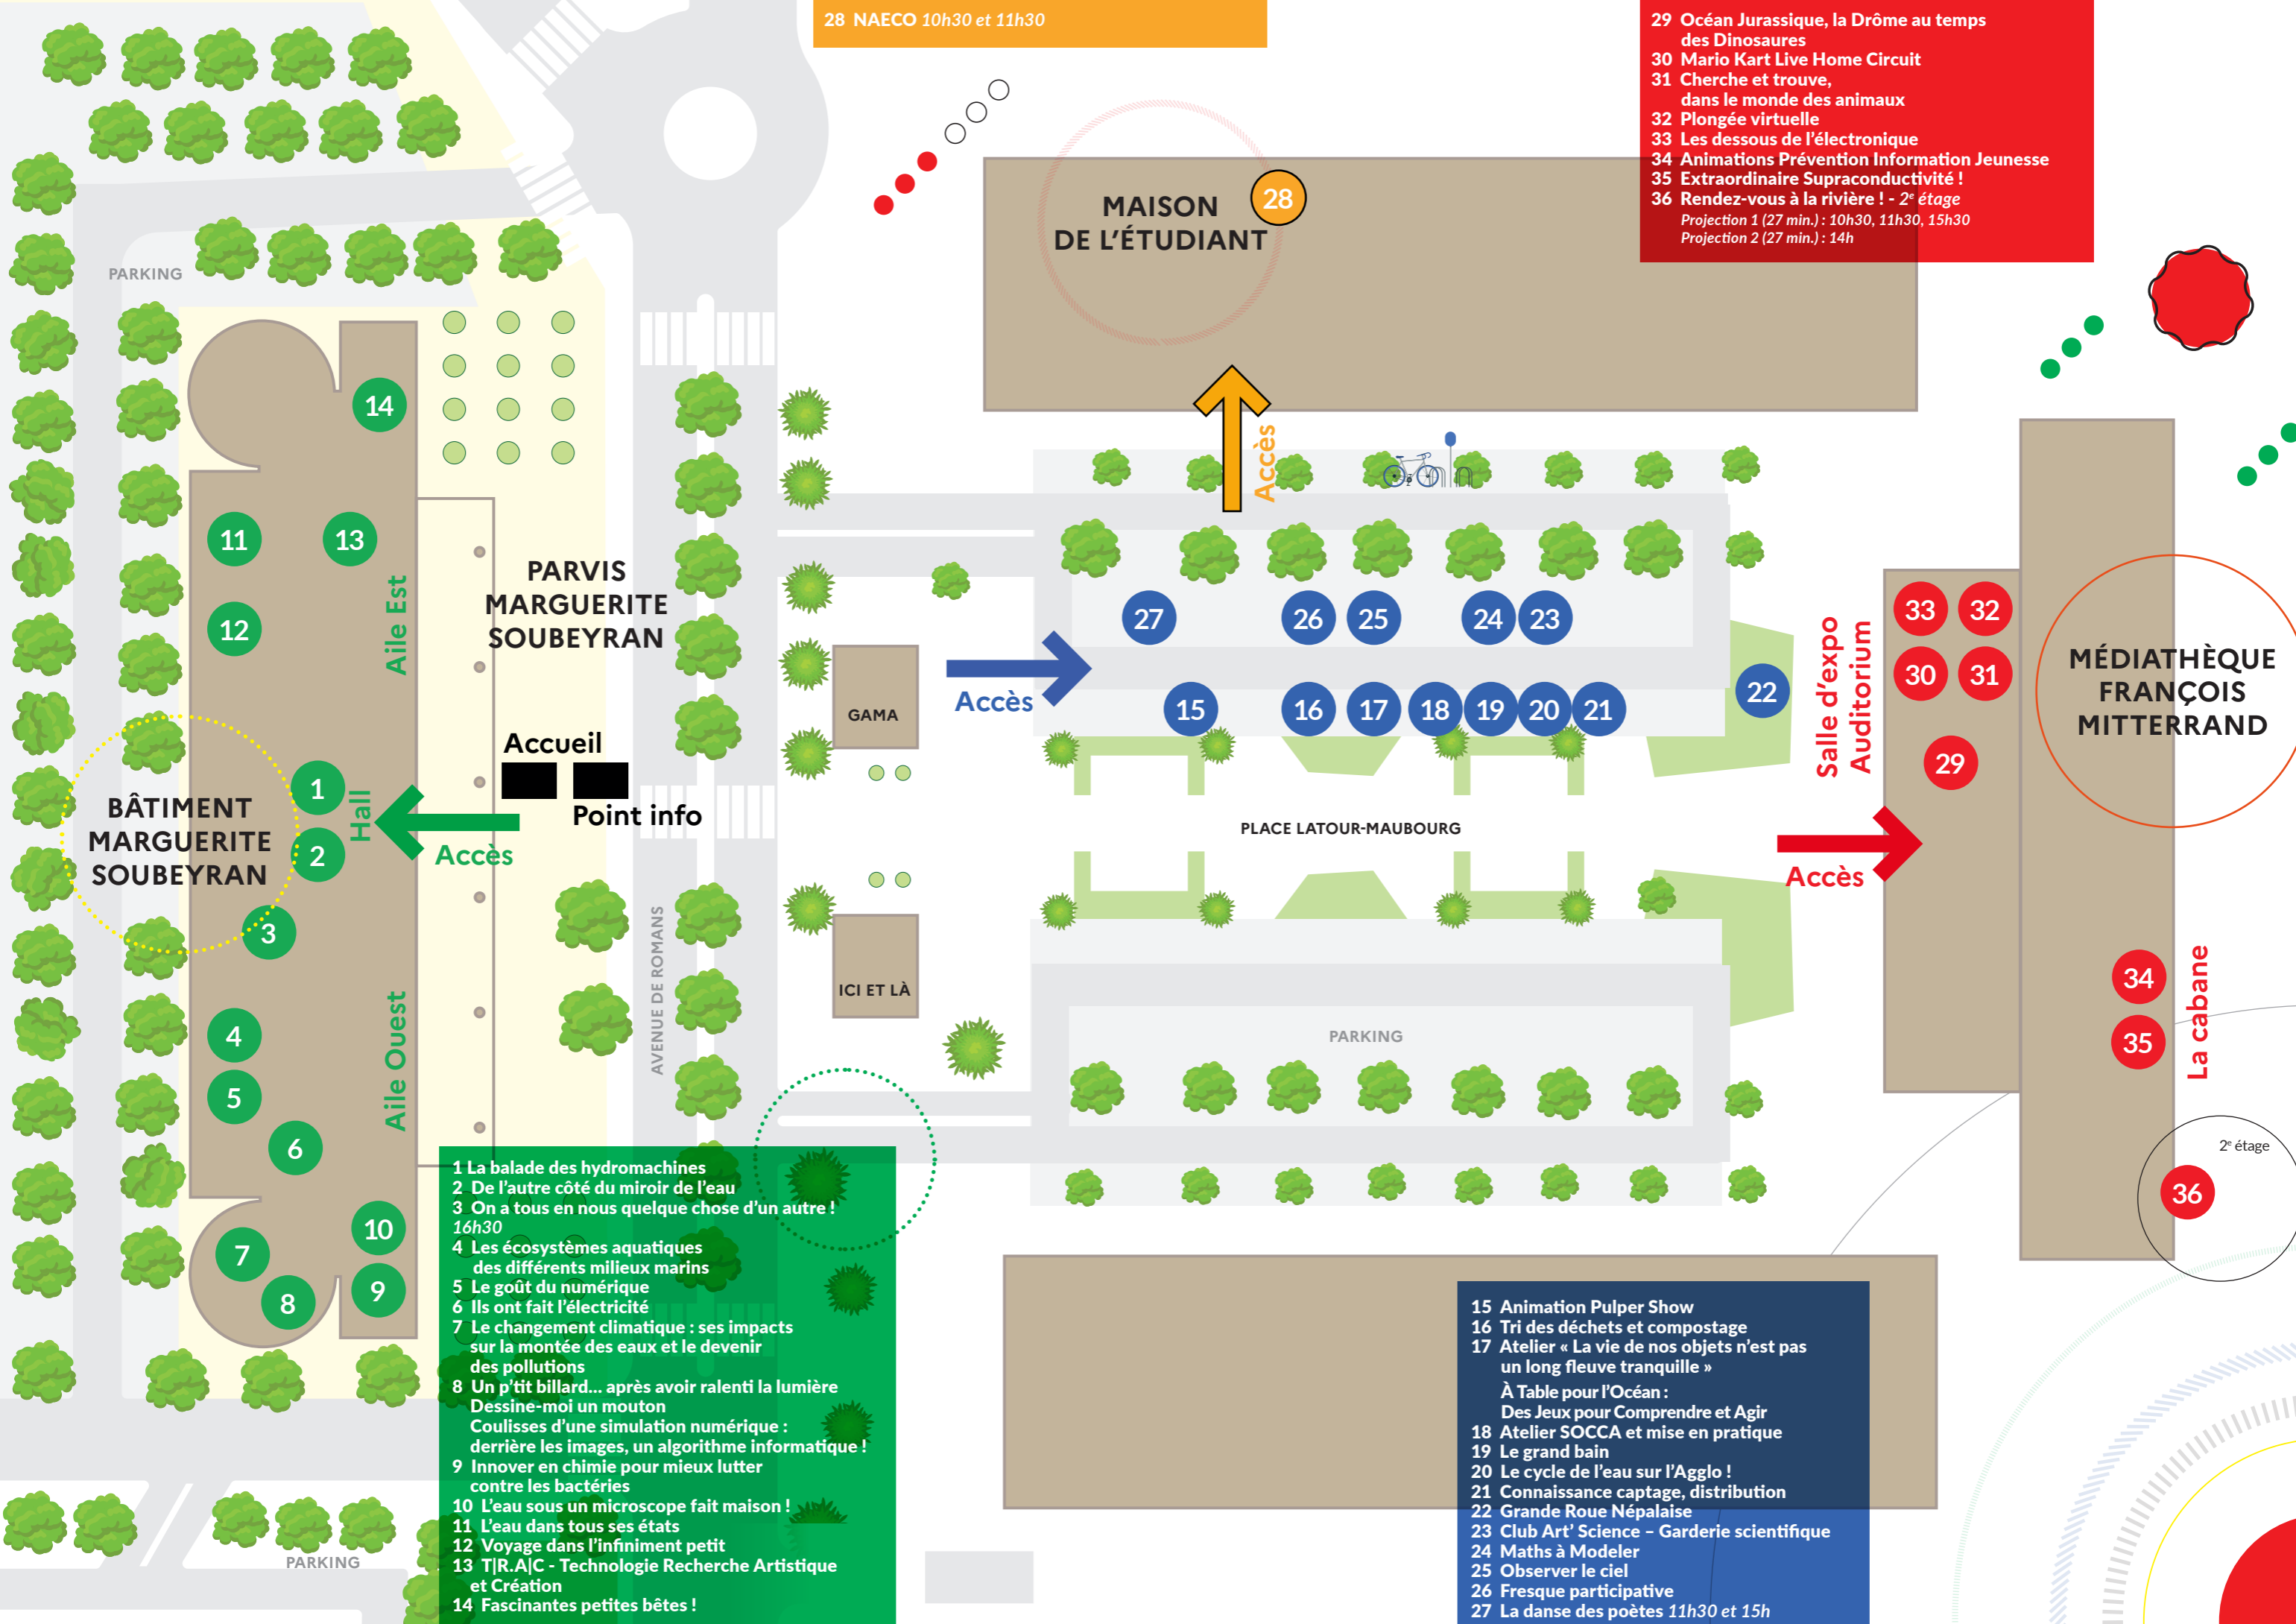 28 NAECO 10h30 et 11h30
29 Océan Jurassique, la Drôme au temps
des Dinosaures
30 Mario Kart Live Home Circuit
31 Cherche et trouve,
dans le monde des animaux
32 Plongée virtuelle
33 Les dessous de l'électronique
34 Animations Prévention Information Jeunesse
35 Extraordinaire Supraconductivité !
36 Rendez-vous à la rivière ! - 2e étage
Projection 1 (27 min.) : 10h30, 11h30, 15h30
Projection 2 (27 min.) : 14h
MAISON
DE L'ÉTUDIANT
28
Accès
PARKING
14
11
13
12
Aile Est
PARVIS
MARGUERITE
SOUBEYRAN
Accueil
Point info
BÂTIMENT
MARGUERITE
SOUBEYRAN
1
2
Hall
Accès
3
4
5
6
Aile Ouest
7
8
9
10
AVENUE DE ROMANS
GAMA
ICI ET LÀ
Accès
27
26
25
24
23
15
16
17
18
19
20
21
22
PLACE LATOUR-MAUBOURG
PARKING
Salle d'expo
Auditorium
Accès
33
32
30
31
29
MÉDIATHÈQUE
FRANÇOIS
MITTERRAND
34
35
La cabane
2e étage
36
1 La balade des hydromachines
2 De l'autre côté du miroir de l'eau
3 On a tous en nous quelque chose d'un autre !
16h30
4 Les écosystèmes aquatiques
des différents milieux marins
5 Le goût du numérique
6 Ils ont fait l'électricité
7 Le changement climatique : ses impacts
sur la montée des eaux et le devenir
des pollutions
8 Un p'tit billard... après avoir ralenti la lumière
Dessine-moi un mouton
Coulisses d'une simulation numérique :
derrière les images, un algorithme informatique !
9 Innover en chimie pour mieux lutter
contre les bactéries
10 L'eau sous un microscope fait maison !
11 L'eau dans tous ses états
12 Voyage dans l'infiniment petit
13 T|R.A|C - Technologie Recherche Artistique
et Création
14 Fascinantes petites bêtes !
PARKING
15 Animation Pulper Show
16 Tri des déchets et compostage
17 Atelier « La vie de nos objets n'est pas
un long fleuve tranquille »
À Table pour l'Océan :
Des Jeux pour Comprendre et Agir
18 Atelier SOCCA et mise en pratique
19 Le grand bain
20 Le cycle de l'eau sur l'Agglo !
21 Connaissance captage, distribution
22 Grande Roue Népalaise
23 Club Art' Science – Garderie scientifique
24 Maths à Modeler
25 Observer le ciel
26 Fresque participative
27 La danse des poètes 11h30 et 15h